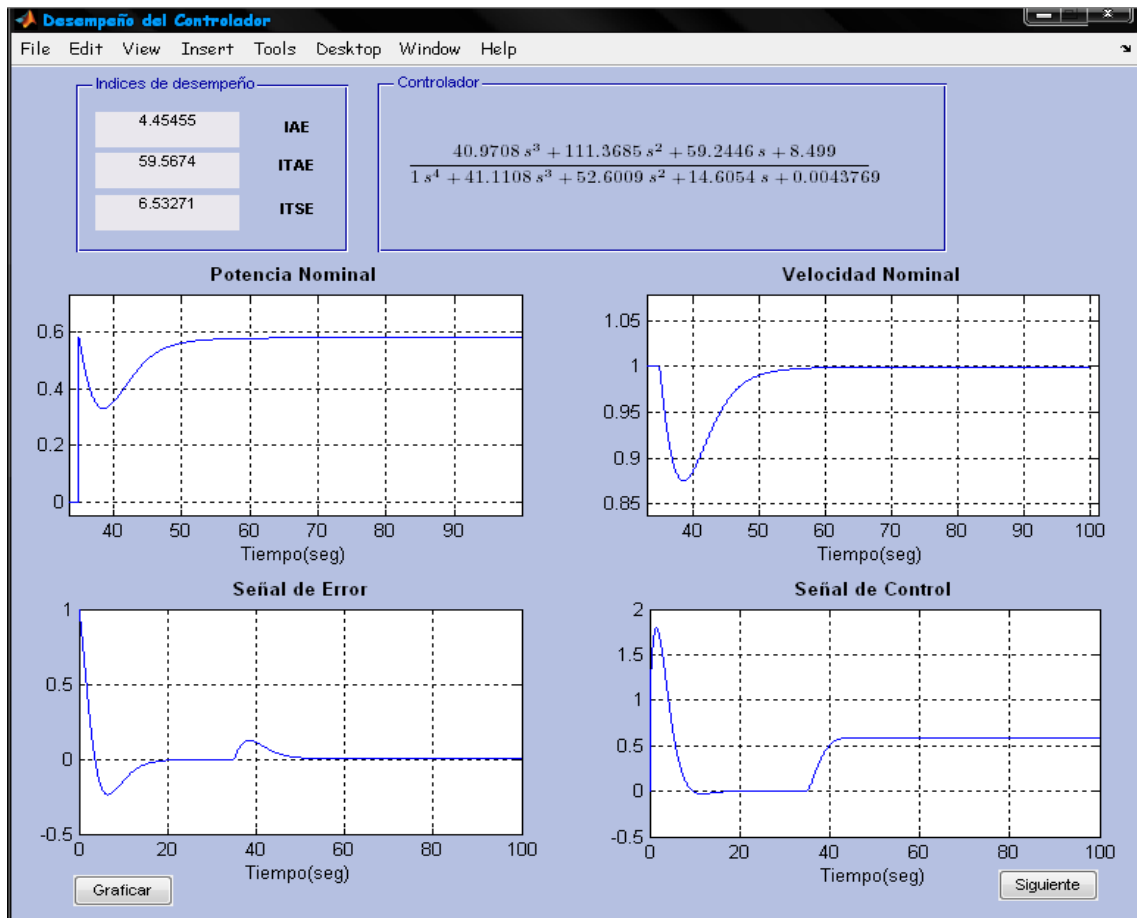 Desempeño del Controlador
File Edit View Insert Tools Desktop Window Help
Indices de desempeño
4.45455 IAE
59.5674 ITAE
6.53271 ITSE
Controlador
40.9708 s^3 + 111.3685 s^2 + 59.2446 s + 8.499
1 s^4 + 41.1108 s^3 + 52.6009 s^2 + 14.6054 s + 0.0043769
Potencia Nominal
0.6
0.4
0.2
0
40 50 60 70 80 90
Tiempo(seg)
Velocidad Nominal
1.05
1
0.95
0.9
0.85
40 50 60 70 80 90 100
Tiempo(seg)
Señal de Error
1
0.5
0
-0.5
0 20 40 60 80 100
Tiempo(seg)
Señal de Control
2
1.5
1
0.5
0
-0.5
0 20 40 60 80 100
Tiempo(seg)
Graficar
Siguiente